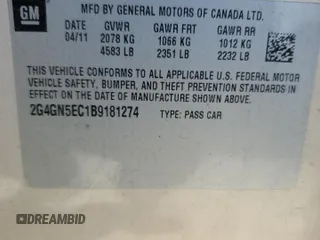 GM
MFD BY GENERAL MOTORS OF CANADA LTD.
DATE GVWR GAWR FRT GAWR RR
04/11 2078 KG 1066 KG 1012 KG
4583 LB 2351 LB 2232 LB
THIS VEHICLE CONFORMS TO ALL APPLICABLE U.S. FEDERAL MOTOR
VEHICLE SAFETY, BUMPER, AND THEFT PREVENTION STANDARDS
IN EFFECT ON THE DATE OF MANUFACTURE SHOWN ABOVE.
2G4GN5EC1B9181274 TYPE: PASS CAR
DREAMBID